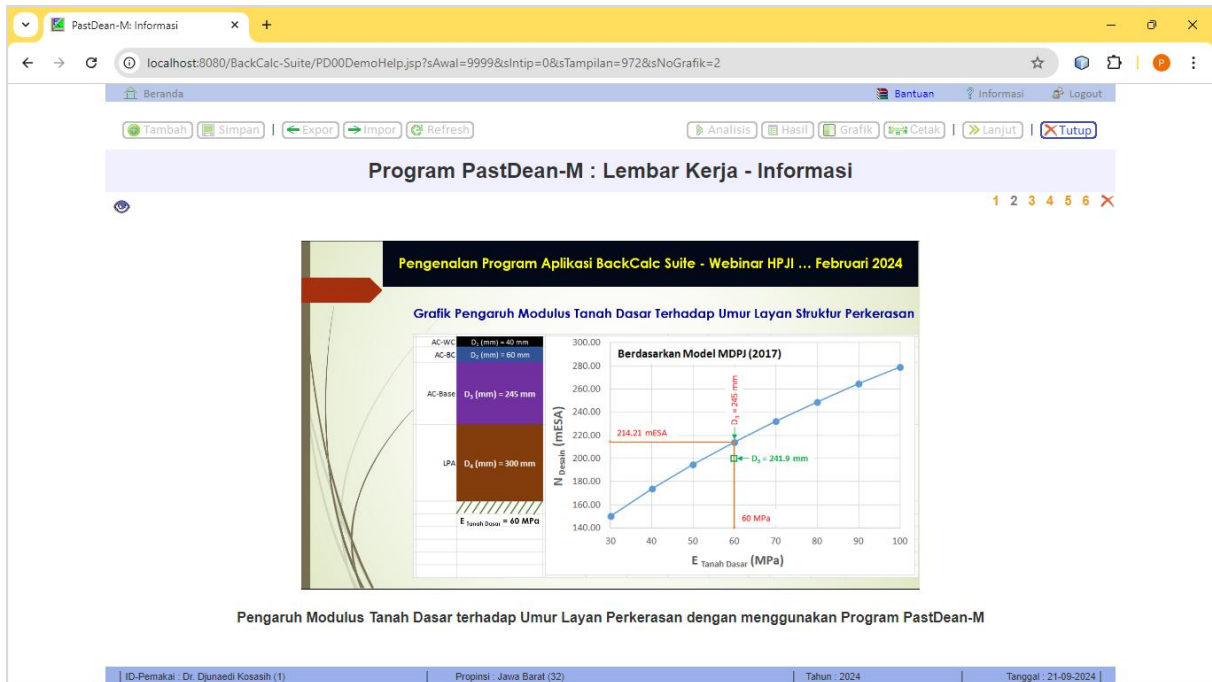 PastDean-M: Informasi
localhost:8080/BackCalc-Suite/PD00DemoHelp.jsp?sAwal=9999&sIntip=0&sTampilan=972&sNoGrafik=2
P
Beranda Bantuan Informasi Logout
Tambah Simpan | Expor Impor Refresh Analisis Hasil Grafik Cetak | Lanjut | Tutup
Program PastDean-M : Lembar Kerja - Informasi
1 2 3 4 5 6
Pengenalan Program Aplikasi BackCalc Suite - Webinar HPJI ... Februari 2024
Grafik Pengaruh Modulus Tanah Dasar Terhadap Umur Layan Struktur Perkerasan
AC-WC D₁ (mm) = 40 mm
AC-BC D₂ (mm) = 60 mm
AC-Base D₃ (mm) = 245 mm
LPA D₄ (mm) = 300 mm
E Tanah Dasar = 60 MPa
Berdasarkan Model MDPJ (2017)
N Desain (mESA)
300.00
280.00
260.00
240.00
220.00
200.00
180.00
160.00
140.00
D₃ = 245 mm
214.21 mESA
D₃ = 241.9 mm
60 MPa
30 40 50 60 70 80 90 100
E Tanah Dasar (MPa)
Pengaruh Modulus Tanah Dasar terhadap Umur Layan Perkerasan dengan menggunakan Program PastDean-M
| ID-Pemakai : Dr. Djunaedi Kosasih (1) | Propinsi : Jawa Barat (32) | Tahun : 2024 | Tanggal : 21-09-2024 |